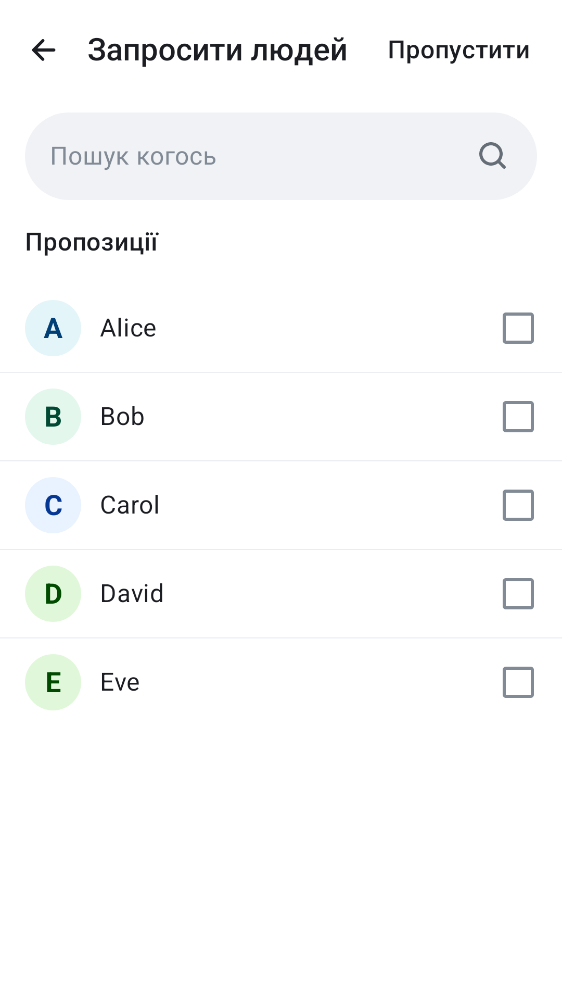 Запросити людей Пропустити
Пошук когось
Пропозиції
A Alice
B Bob
C Carol
D David
E Eve